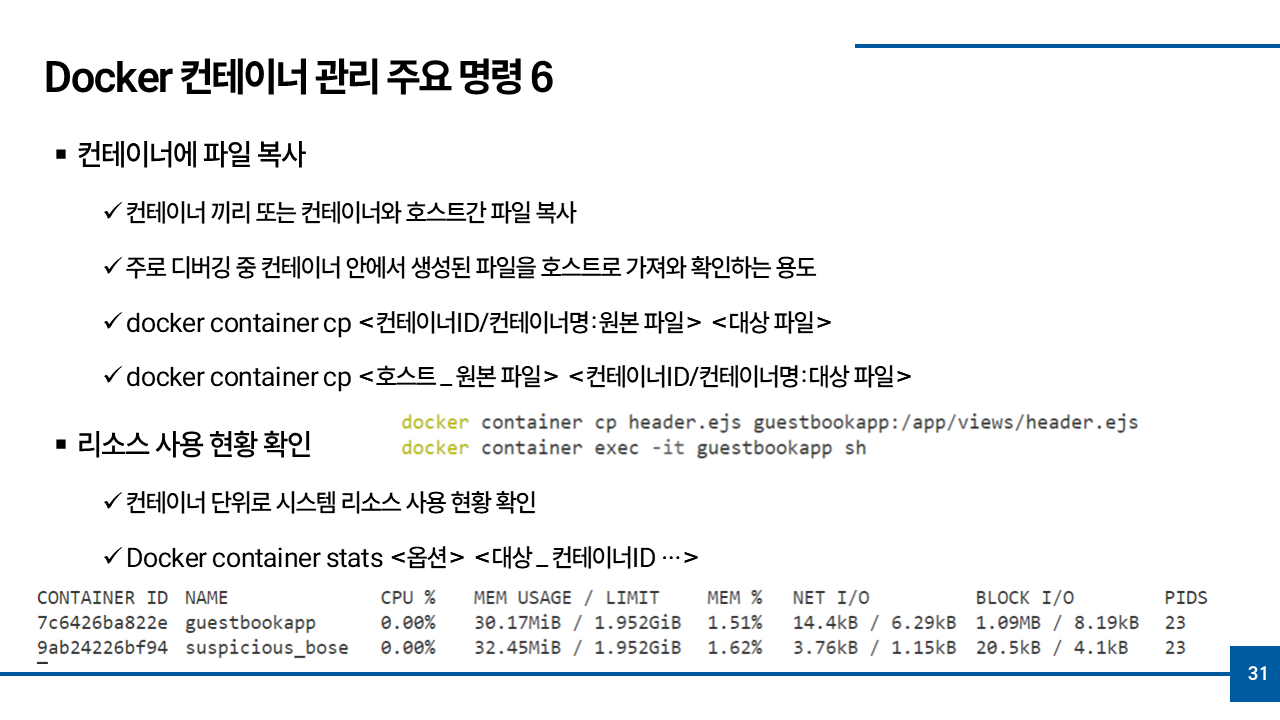 Docker 컨테이너 관리 주요 명령 6
▪ 컨테이너에 파일 복사
✓ 컨테이너 끼리 또는 컨테이너와 호스트간 파일 복사
✓ 주로 디버깅 중 컨테이너 안에서 생성된 파일을 호스트로 가져와 확인하는 용도
✓ docker container cp <컨테이너ID/컨테이너명:원본 파일> <대상 파일>
✓ docker container cp <호스트_원본 파일> <컨테이너ID/컨테이너명:대상 파일>
docker container cp header.ejs guestbookapp:/app/views/header.ejs
docker container exec -it guestbookapp sh
▪ 리소스 사용 현황 확인
✓ 컨테이너 단위로 시스템 리소스 사용 현황 확인
✓ Docker container stats <옵션> <대상_컨테이너ID …>
CONTAINER ID NAME CPU % MEM USAGE / LIMIT MEM % NET I/O BLOCK I/O PIDS
7c6426ba822e guestbookapp 0.00% 30.17MiB / 1.952GiB 1.51% 14.4kB / 6.29kB 1.09MB / 8.19kB 23
9ab24226bf94 suspicious_bose 0.00% 32.45MiB / 1.952GiB 1.62% 3.76kB / 1.15kB 20.5kB / 4.1kB 23
31